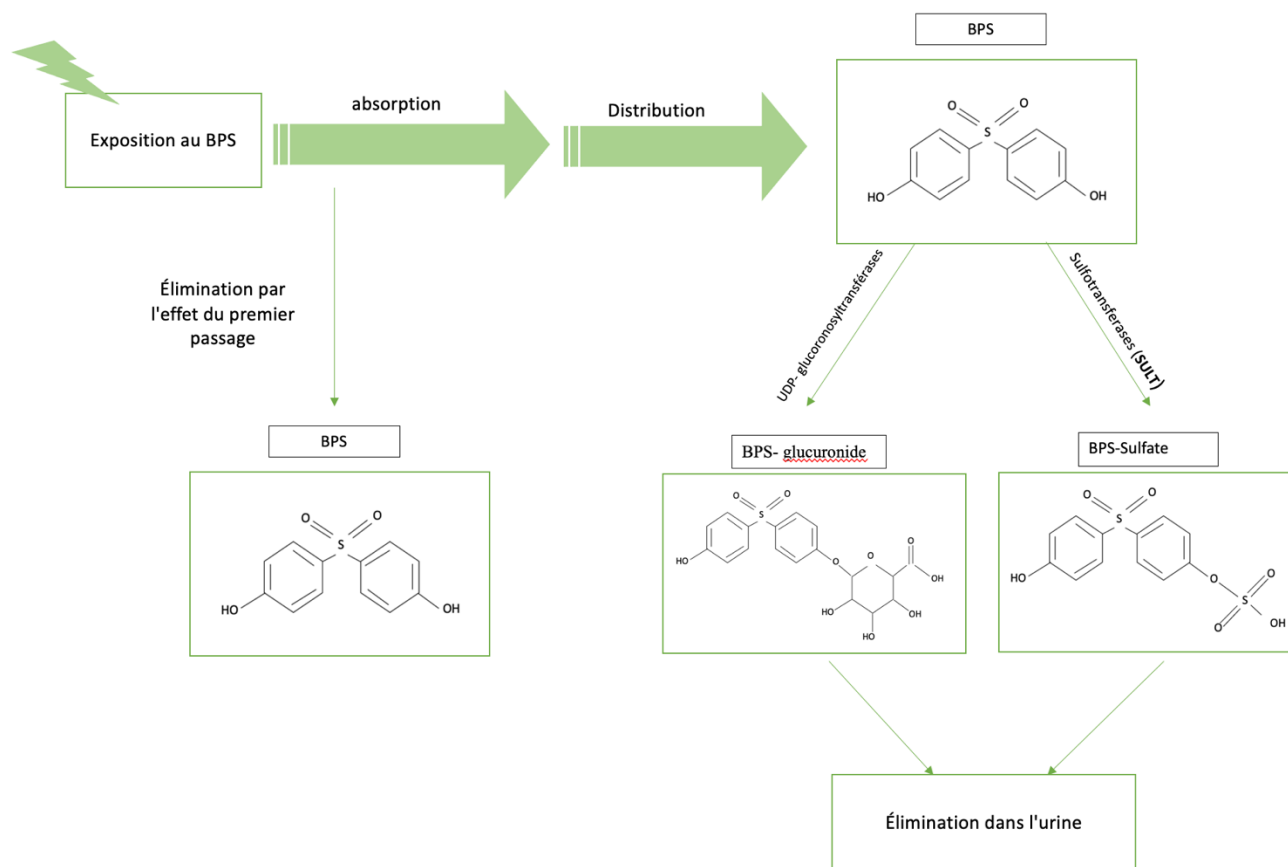 BPS
O
O
S
HO
OH
Exposition au BPS
absorption
Distribution
Élimination par
l'effet du premier
passage
UDP- glucoronosyltransférases
Sulfotransferases (SULT)
BPS
O
O
S
HO
OH
BPS- glucuronide
O
O
S
HO
O
O
O
OH
HO
OH
HO
BPS-Sulfate
O
O
S
HO
O
O
S
O
OH
Élimination dans l'urine